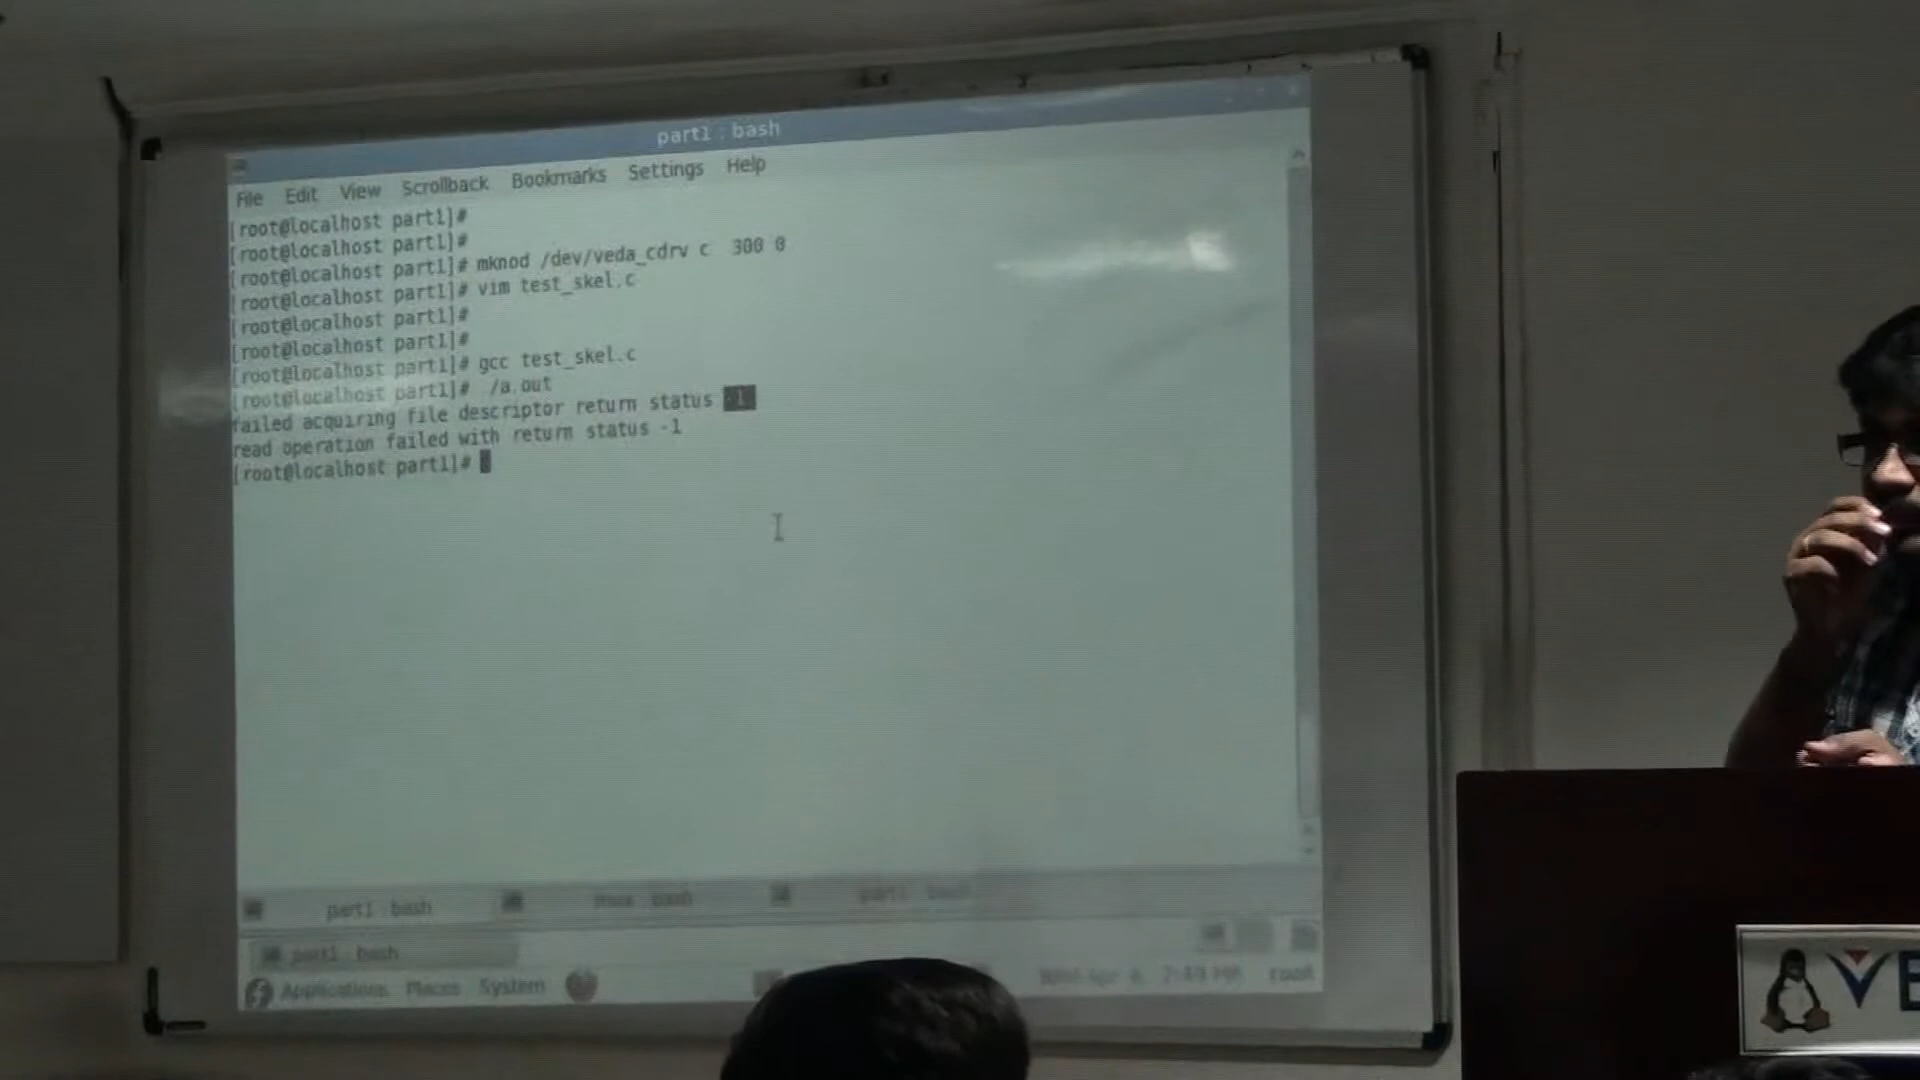 part1 : bash
File Edit View Scrollback Bookmarks Settings Help
[root@localhost part1]#
[root@localhost part1]#
[root@localhost part1]# mknod /dev/veda_cdrv c  300 0
[root@localhost part1]# vim test_skel.c
[root@localhost part1]#
[root@localhost part1]#
[root@localhost part1]# gcc test_skel.c
[root@localhost part1]# ./a.out
failed acquiring file descriptor return status -1
read operation failed with return status -1
[root@localhost part1]#
part1 : bash
bash
part1 : bash
part1 : bash
Applications Places System
root
VE